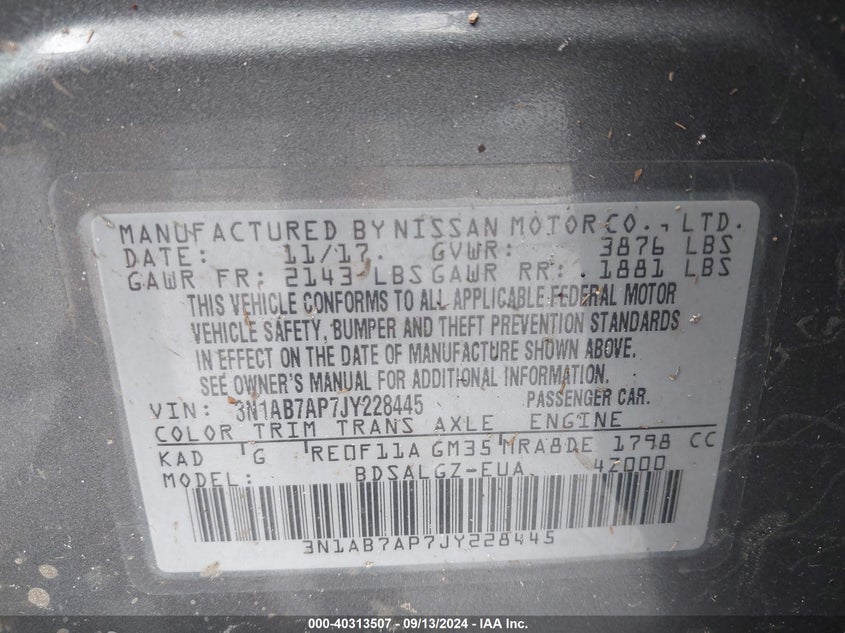 MANUFACTURED BY NISSAN MOTOR CO., LTD.
DATE: 11/17. GVWR: 3876 LBS
GAWR FR: 2143 LBS GAWR RR: 1881 LBS
THIS VEHICLE CONFORMS TO ALL APPLICABLE FEDERAL MOTOR
VEHICLE SAFETY, BUMPER AND THEFT PREVENTION STANDARDS
IN EFFECT ON THE DATE OF MANUFACTURE SHOWN ABOVE.
SEE OWNER'S MANUAL FOR ADDITIONAL INFORMATION.
VIN: 3N1AB7AP7JY228445 PASSENGER CAR.
COLOR TRIM TRANS AXLE ENGINE
KAD G RE0F11A GM35 MRA8DE 1798 CC
MODEL: BDSALGZ-EUA 4Z000
3N1AB7AP7JY228445
000-40313507 - 09/13/2024 - IAA Inc.